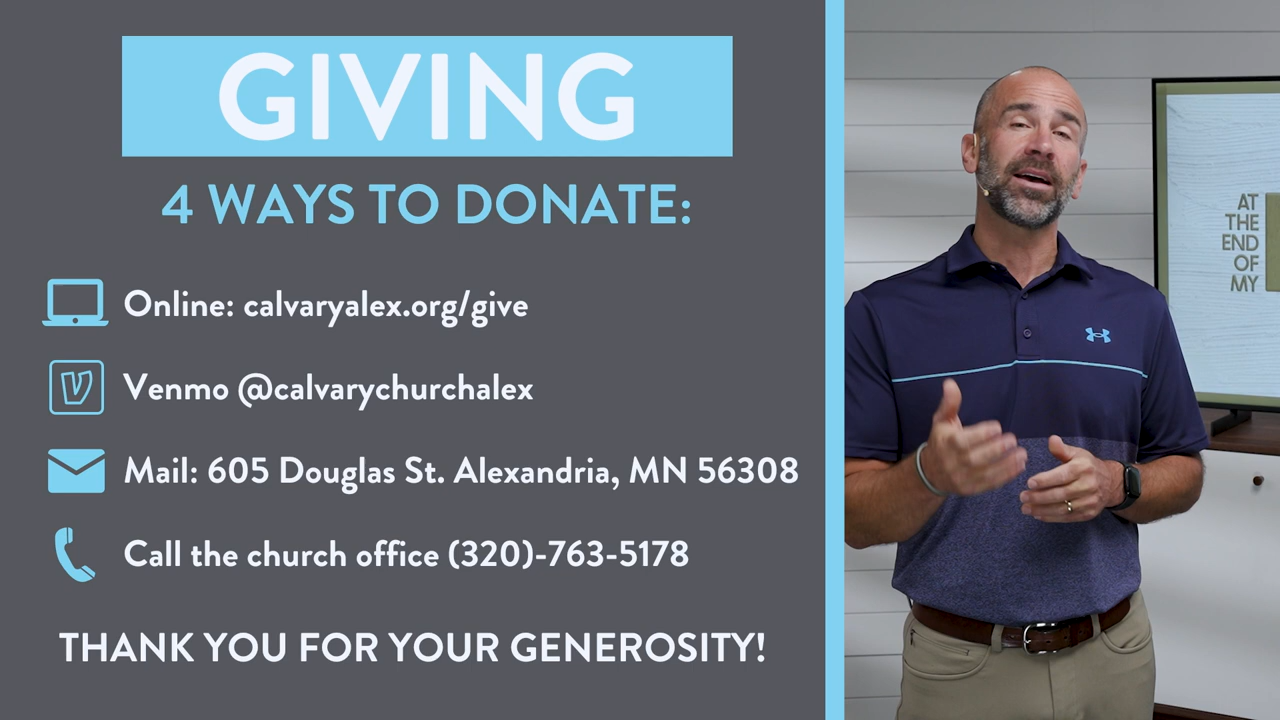 GIVING
4 WAYS TO DONATE:
Online: calvaryalex.org/give
Venmo @calvarychurchalex
Mail: 605 Douglas St. Alexandria, MN 56308
Call the church office (320)-763-5178
THANK YOU FOR YOUR GENEROSITY!
AT
THE
END
OF
MY